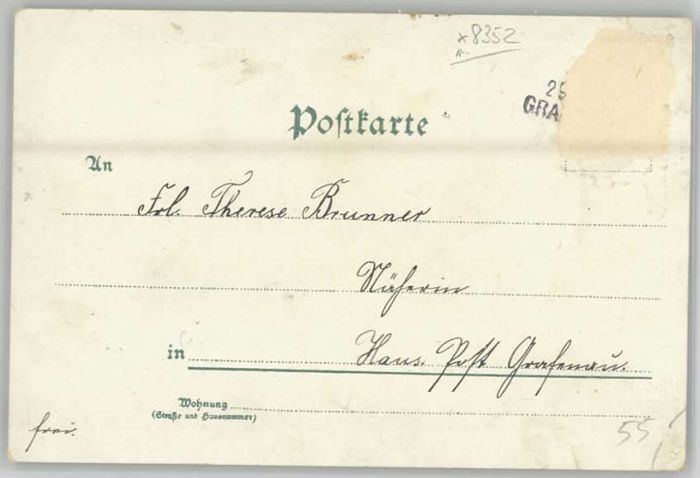 x8352
25
GRA
Postkarte
An
Frl. Therese Brunner
Näherin
in Haus. Post Grafenau.
Wohnung
(Straße und Hausnummer)
frei.
55